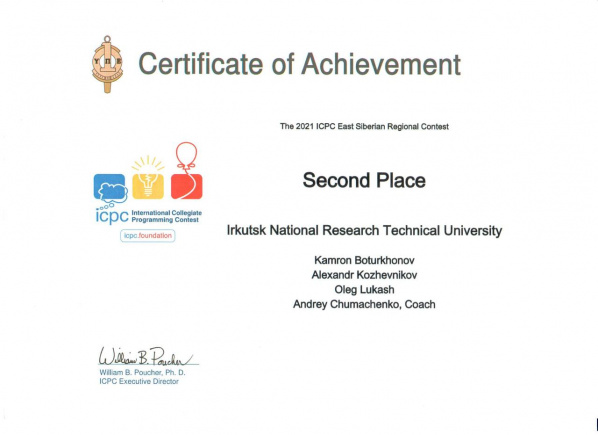 Certificate of Achievement
The 2021 ICPC East Siberian Regional Contest
Second Place
icpc International Collegiate
Programming Contest
icpc.foundation
Irkutsk National Research Technical University
Kamron Boturkhonov
Alexandr Kozhevnikov
Oleg Lukash
Andrey Chumachenko, Coach
William B. Poucher
William B. Poucher, Ph. D.
ICPC Executive Director